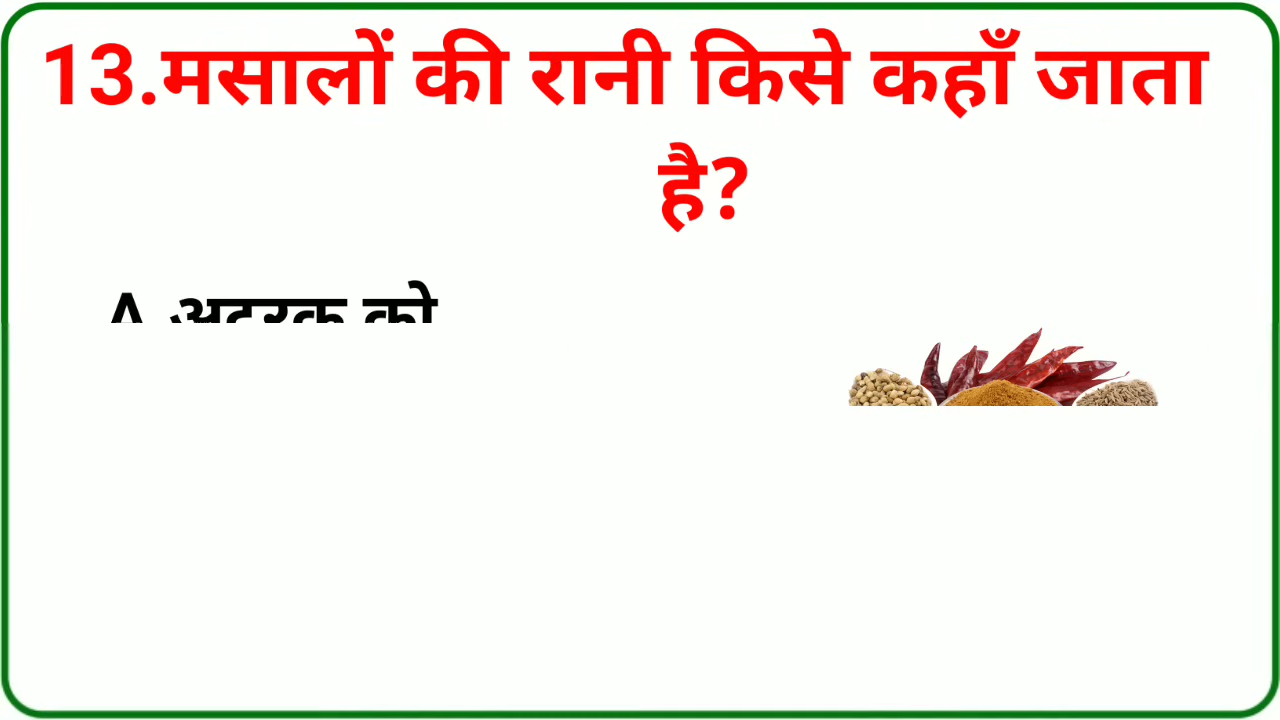 13.मसालों की रानी किसे कहाँ जाता
है?
A.अदरक को